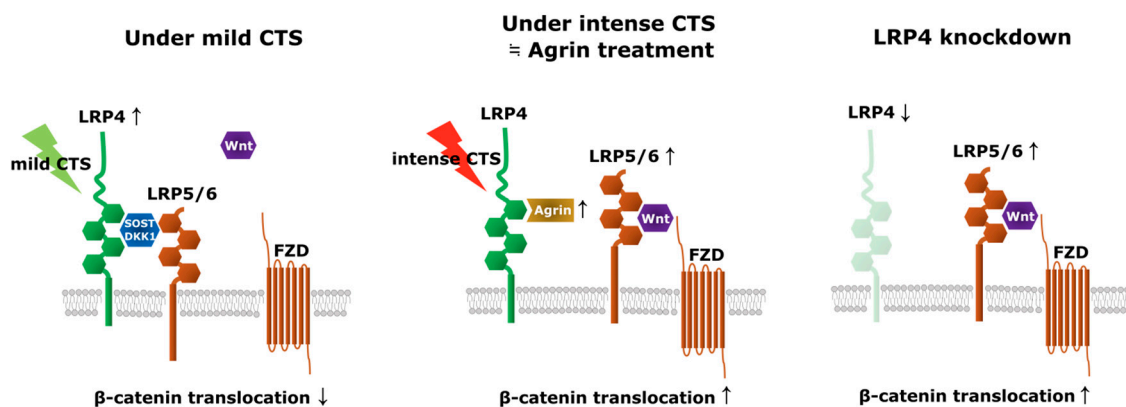 Under mild CTS
LRP4 ↑
Wnt
mild CTS
LRP5/6
SOST
DKK1
FZD
β-catenin translocation ↓
Under intense CTS
≒ Agrin treatment
LRP4
intense CTS
LRP5/6 ↑
Agrin ↑
Wnt
FZD
β-catenin translocation ↑
LRP4 knockdown
LRP4 ↓
LRP5/6 ↑
Wnt
FZD
β-catenin translocation ↑